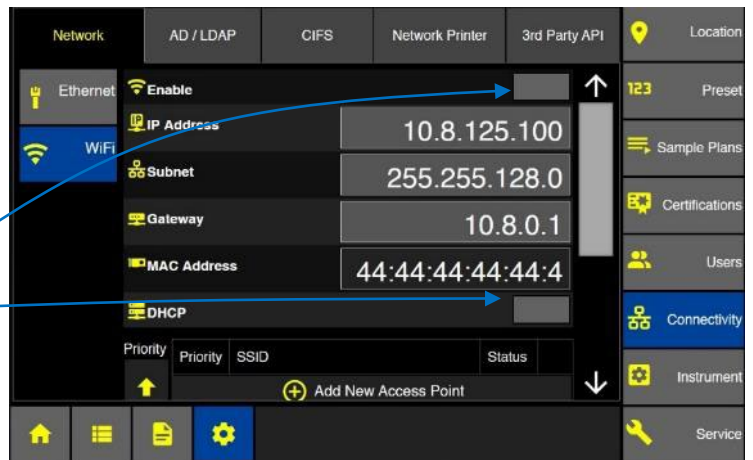 Network AD / LDAP CIFS Network Printer 3rd Party API
Ethernet
WiFi
Enable
IP Address 10.8.125.100
Subnet 255.255.128.0
Gateway 10.8.0.1
MAC Address 44:44:44:44:44:4
DHCP
Priority Priority SSID Status
Add New Access Point
Location
123 Preset
Sample Plans
Certifications
Users
Connectivity
Instrument
Service